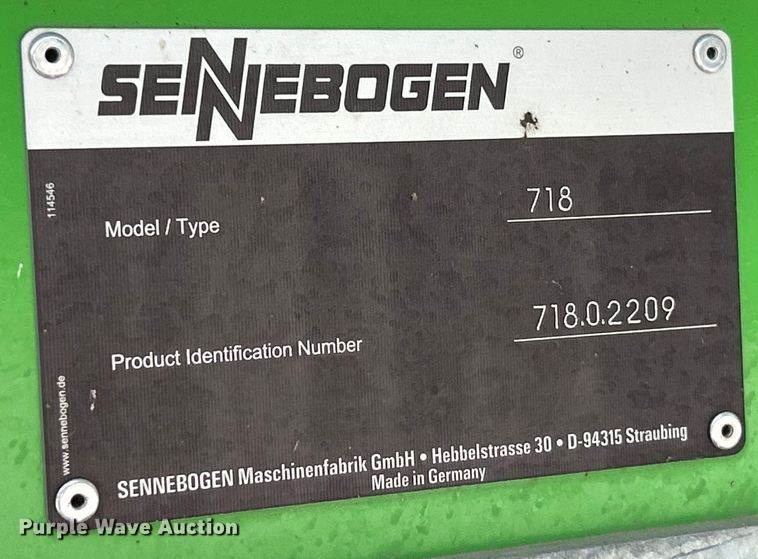 SENNEBOGEN®
114546
Model / Type 718
Product Identification Number 718.0.2209
www.sennebogen.de
SENNEBOGEN Maschinenfabrik GmbH • Hebbelstrasse 30 • D-94315 Straubing
Made in Germany
Purple Wave Auction